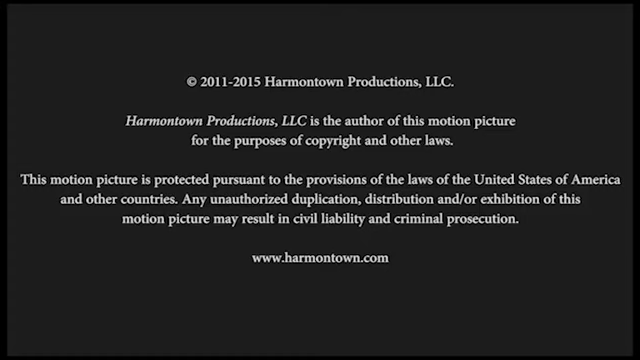 © 2011-2015 Harmontown Productions, LLC.
Harmontown Productions, LLC is the author of this motion picture
for the purposes of copyright and other laws.
This motion picture is protected pursuant to the provisions of the laws of the United States of America
and other countries. Any unauthorized duplication, distribution and/or exhibition of this
motion picture may result in civil liability and criminal prosecution.
www.harmontown.com